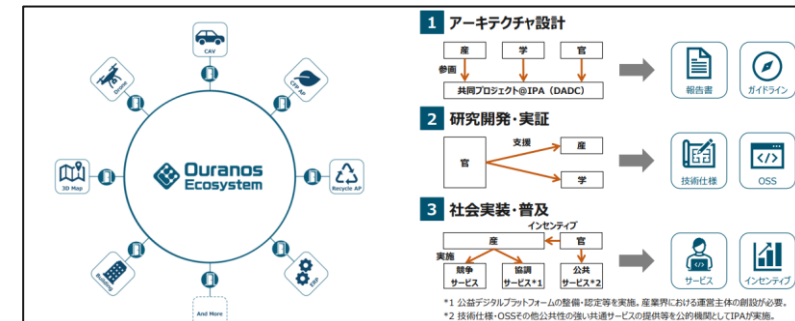 CAV
Drone
CFP AP
3D Map
Ouranos
Ecosystem
Recycle AP
Building
ERP
And More
1 アーキテクチャ設計
産 学 官
参画
共同プロジェクト@IPA（DADC）
報告書 ガイドライン
2 研究開発・実証
官 支援 産
学
技術仕様 OSS
3 社会実装・普及
インセンティブ
産 官
実施
競争 協調 公共
サービス サービス*1 サービス*2
サービス インセンティブ
*1 公益デジタルプラットフォームの整備・認定等を実施。産業界における運営主体の創設が必要。
*2 技術仕様・OSSその他公共性の強い共通サービスの提供等を公的機関としてIPAが実施。